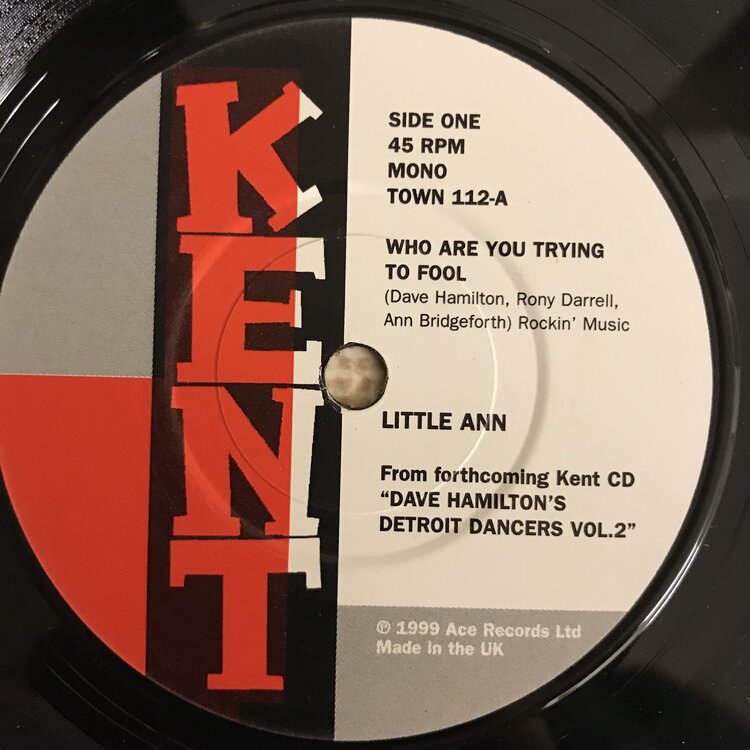 KENT
SIDE ONE
45 RPM
MONO
TOWN 112-A
WHO ARE YOU TRYING
TO FOOL
(Dave Hamilton, Rony Darrell,
Ann Bridgeforth) Rockin' Music
LITTLE ANN
From forthcoming Kent CD
“DAVE HAMILTON'S
DETROIT DANCERS VOL.2”
℗ 1999 Ace Records Ltd
Made in the UK